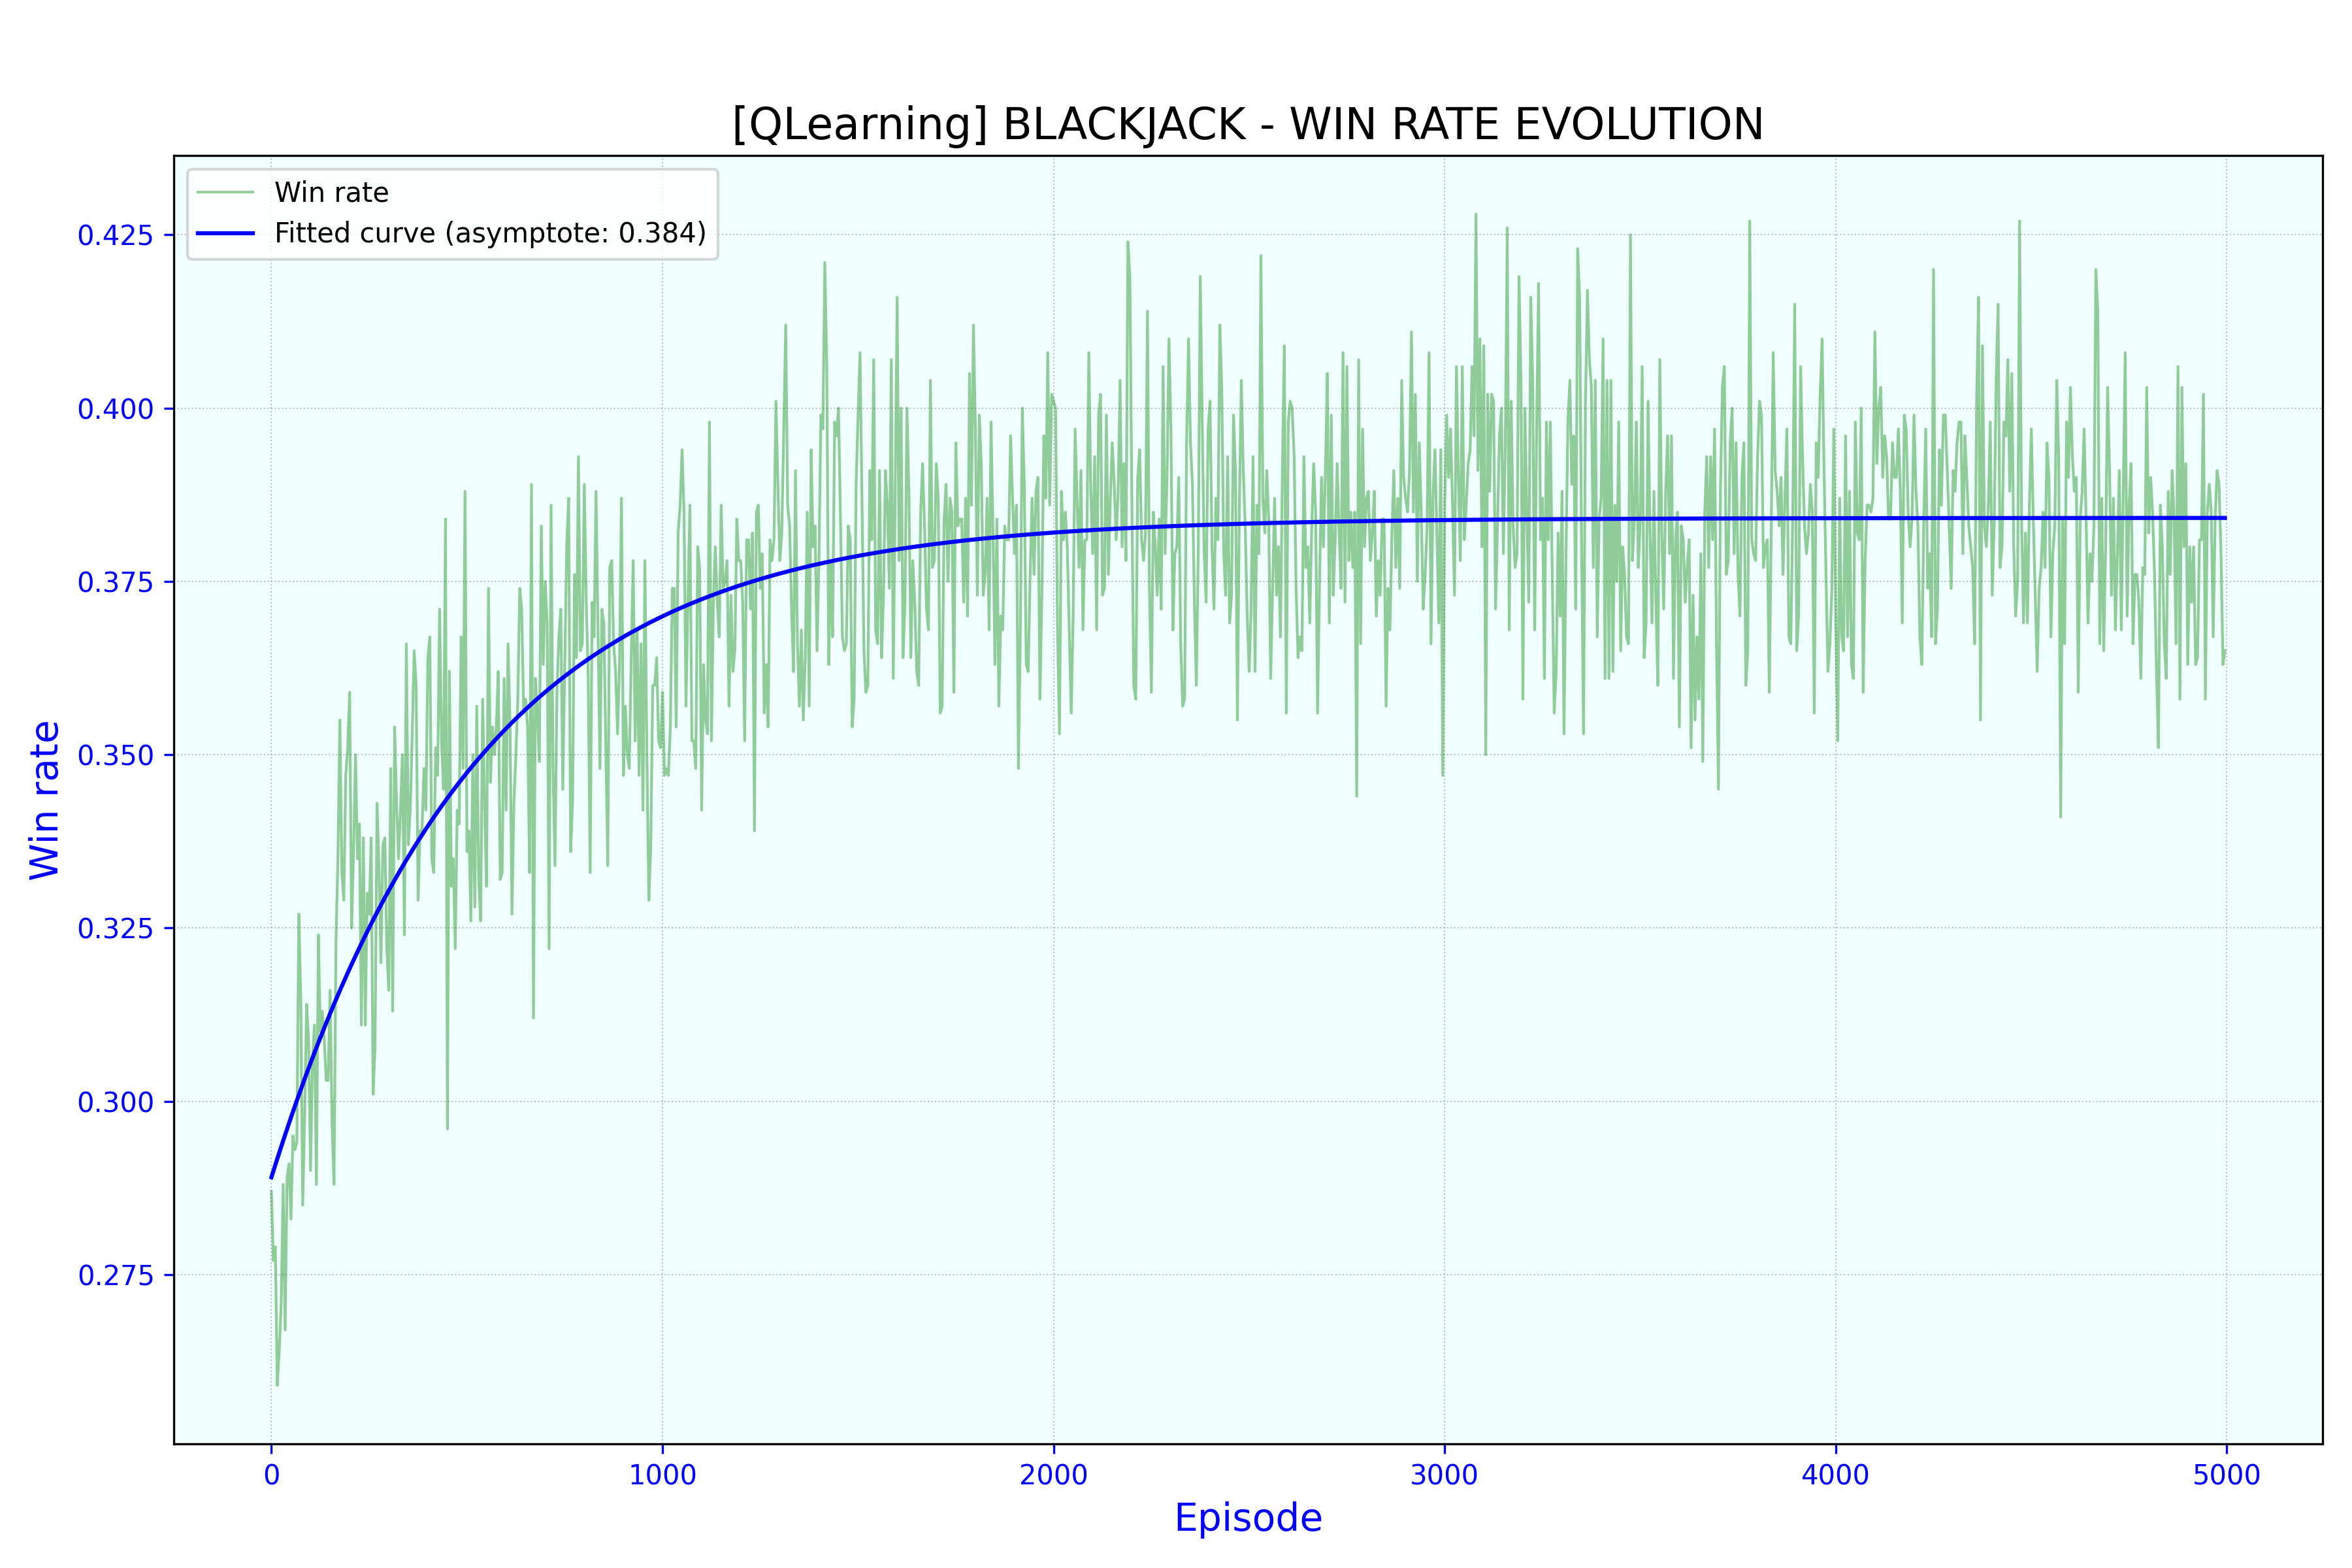 [QLearning] BLACKJACK - WIN RATE EVOLUTION
Win rate
Fitted curve (asymptote: 0.384)
0.425
0.400
0.375
0.350
0.325
0.300
0.275
Win rate
0 1000 2000 3000 4000 5000
Episode